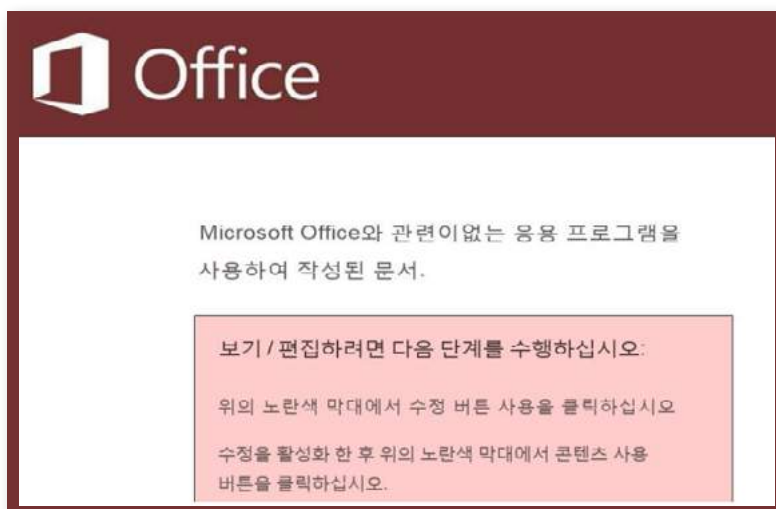 Office
Microsoft Office와 관련이없는 응용 프로그램을
사용하여 작성된 문서.
보기 / 편집하려면 다음 단계를 수행하십시오:
위의 노란색 막대에서 수정 버튼 사용을 클릭하십시오
수정을 활성화 한 후 위의 노란색 막대에서 콘텐츠 사용
버튼을 클릭하십시오.